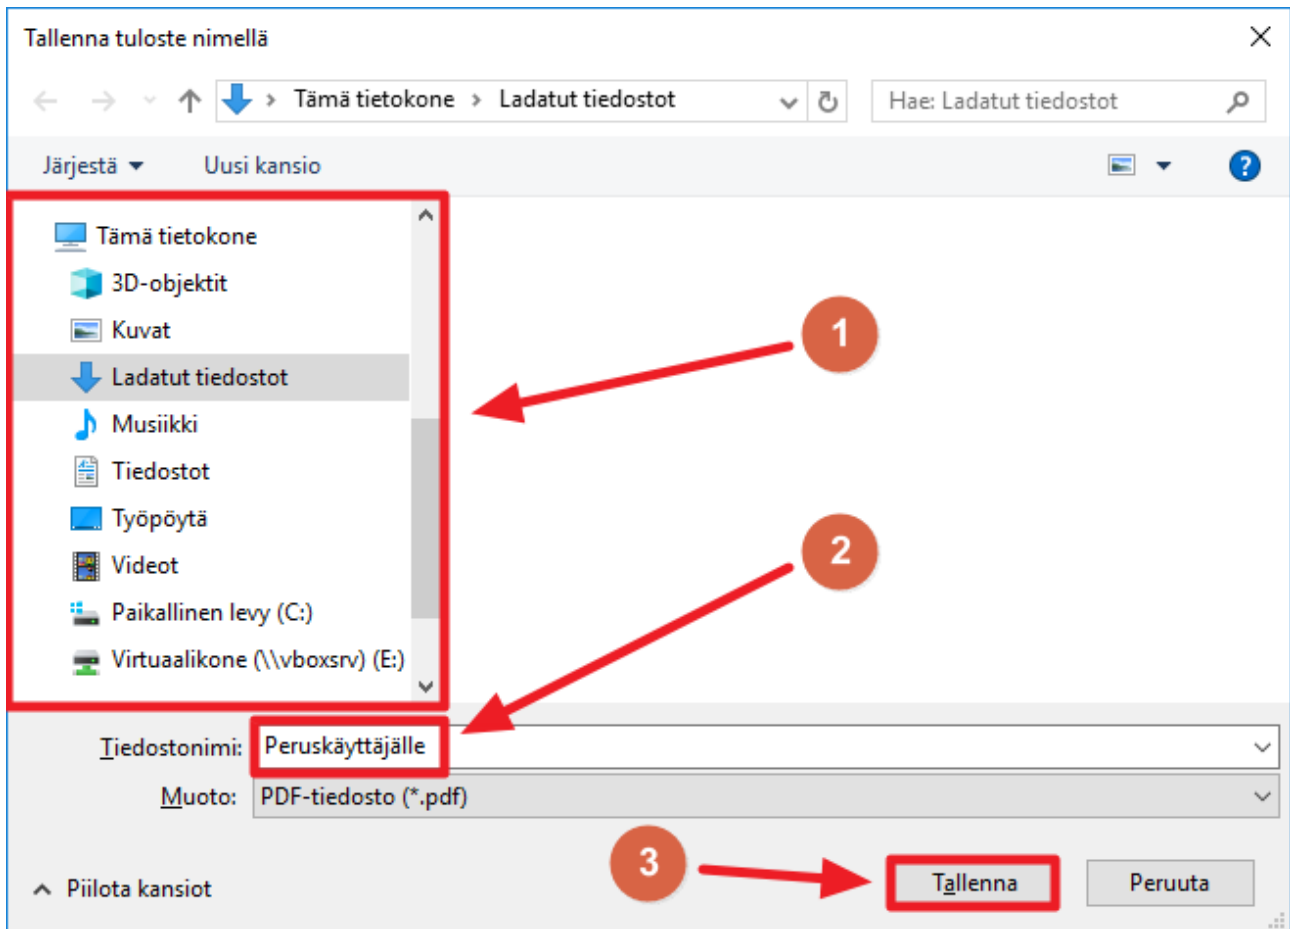 Tallenna tuloste nimellä
Tämä tietokone > Ladatut tiedostot
Hae: Ladatut tiedostot
Järjestä
Uusi kansio
?
Tämä tietokone
3D-objektit
Kuvat
Ladatut tiedostot
Musiikki
Tiedostot
Työpöytä
Videot
Paikallinen levy (C:)
Virtuaalikone (\\vboxsrv) (E:)
1
2
Tiedostonimi: Peruskäyttäjälle
Muoto: PDF-tiedosto (*.pdf)
3
Piilota kansiot
Tallenna
Peruuta